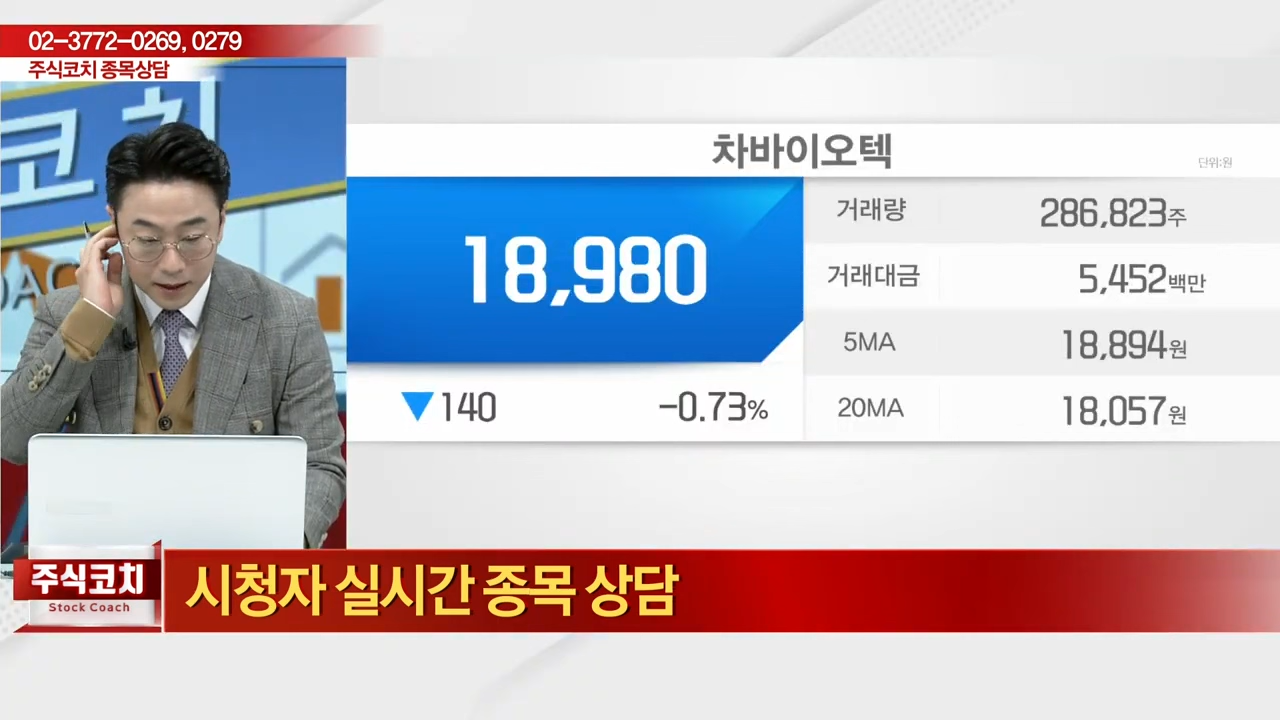 02-3772-0269, 0279
주식코치 종목상담
코치
차바이오텍
단위:원
18,980
▼140 -0.73%
거래량 286,823주
거래대금 5,452백만
5MA 18,894원
20MA 18,057원
주식코치
Stock Coach
시청자 실시간 종목 상담